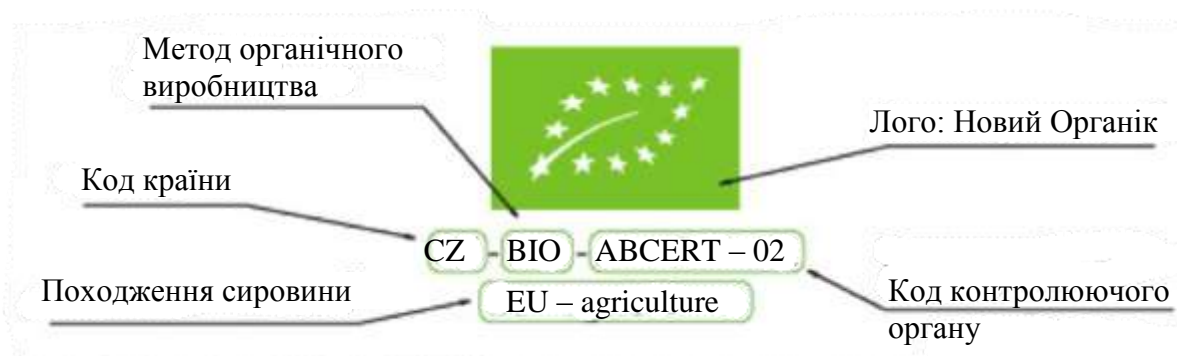 Метод органічного
виробництва
Лого: Новий Органік
Код країни
CZ - BIO - ABCERT – 02
Походження сировини
EU – agriculture
Код контролюючого
органу